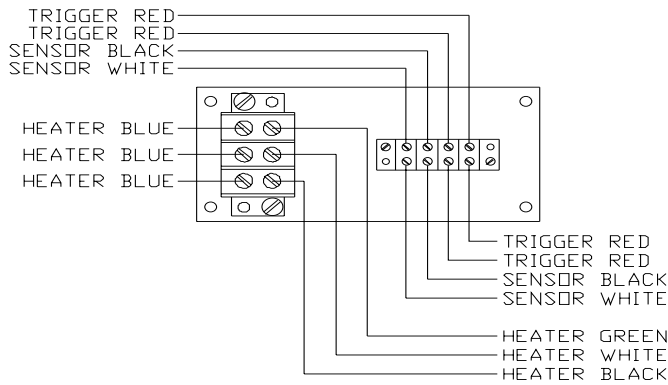 TRIGGER RED
TRIGGER RED
SENSOR BLACK
SENSOR WHITE
HEATER BLUE
HEATER BLUE
HEATER BLUE
TRIGGER RED
TRIGGER RED
SENSOR BLACK
SENSOR WHITE
HEATER GREEN
HEATER WHITE
HEATER BLACK